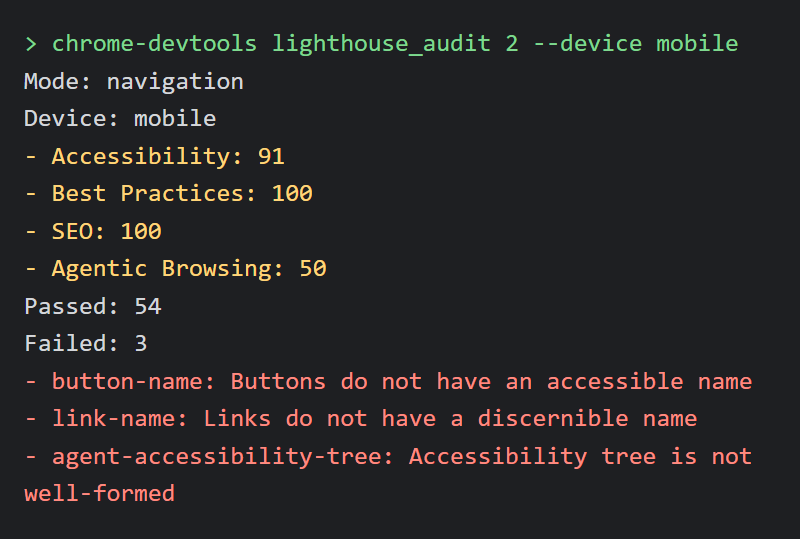 > chrome-devtools lighthouse_audit 2 --device mobile
Mode: navigation
Device: mobile
- Accessibility: 91
- Best Practices: 100
- SEO: 100
- Agentic Browsing: 50
Passed: 54
Failed: 3
- button-name: Buttons do not have an accessible name
- link-name: Links do not have a discernible name
- agent-accessibility-tree: Accessibility tree is not
well-formed